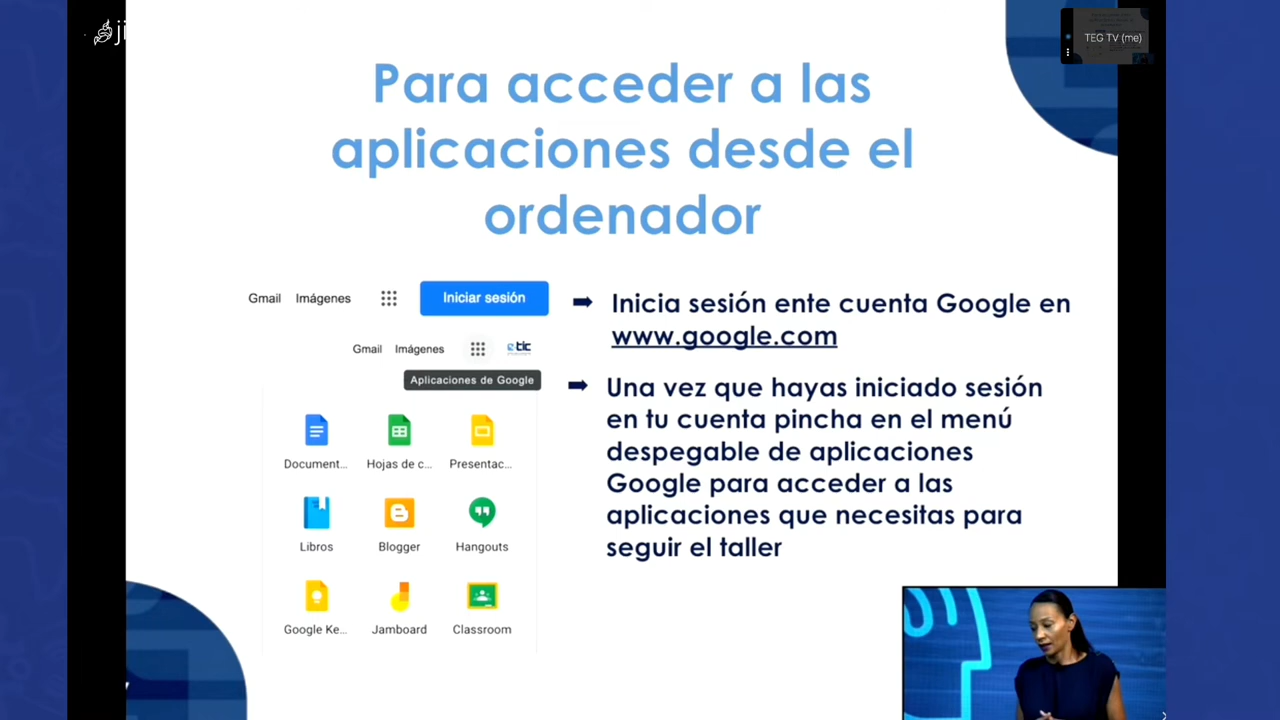 ji
TEG TV (me)
Para acceder a las
aplicaciones desde el
ordenador
Gmail Imágenes Iniciar sesión
Gmail Imágenes e-tic
Aplicaciones de Google
Document... Hojas de c... Presentac...
Libros Blogger Hangouts
Google Ke... Jamboard Classroom
➡ Inicia sesión ente cuenta Google en
www.google.com
➡ Una vez que hayas iniciado sesión
en tu cuenta pincha en el menú
despegable de aplicaciones
Google para acceder a las
aplicaciones que necesitas para
seguir el taller